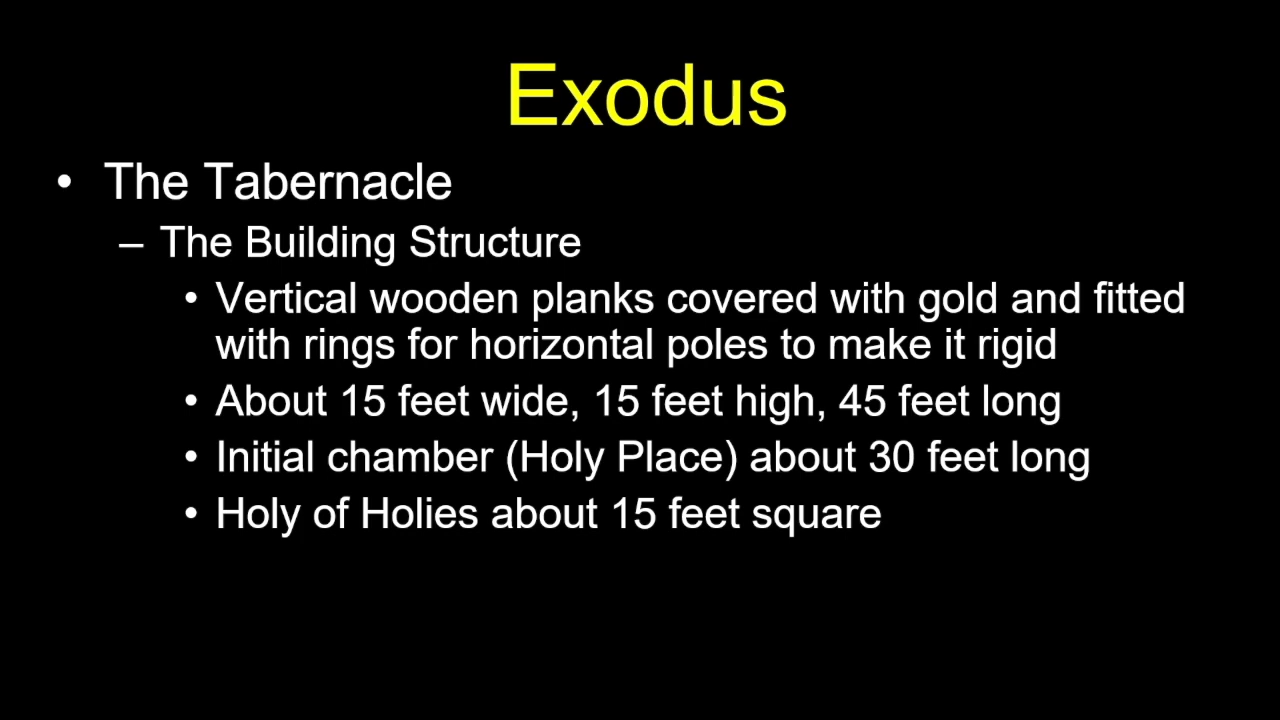 Exodus
• The Tabernacle
– The Building Structure
• Vertical wooden planks covered with gold and fitted
with rings for horizontal poles to make it rigid
• About 15 feet wide, 15 feet high, 45 feet long
• Initial chamber (Holy Place) about 30 feet long
• Holy of Holies about 15 feet square